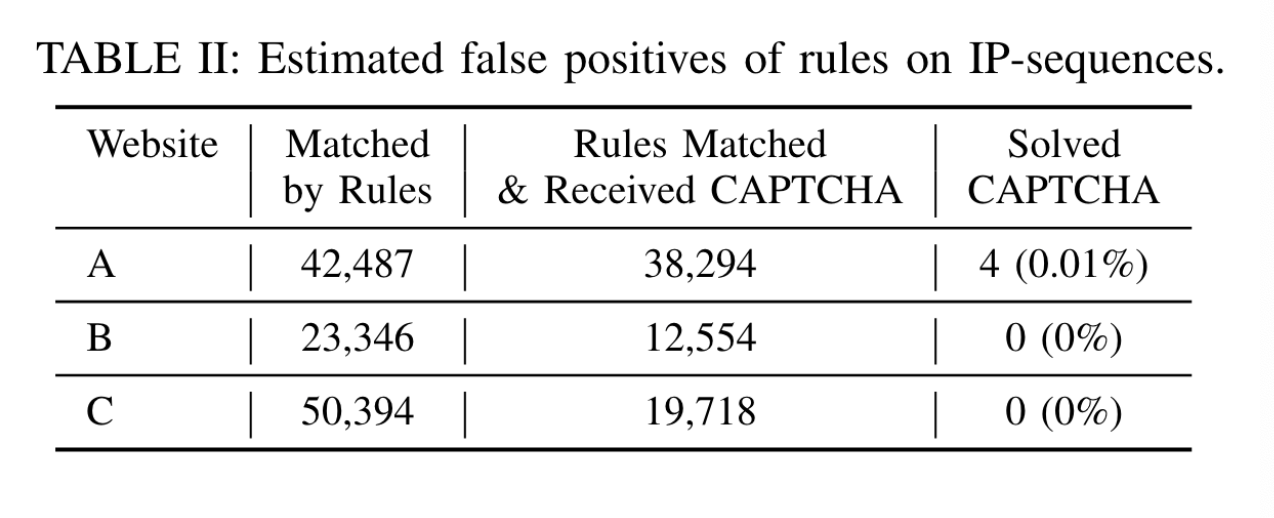 TABLE II: Estimated false positives of rules on IP-sequences.
Website Matched Rules Matched Solved
by Rules & Received CAPTCHA CAPTCHA
A 42,487 38,294 4 (0.01%)
B 23,346 12,554 0 (0%)
C 50,394 19,718 0 (0%)